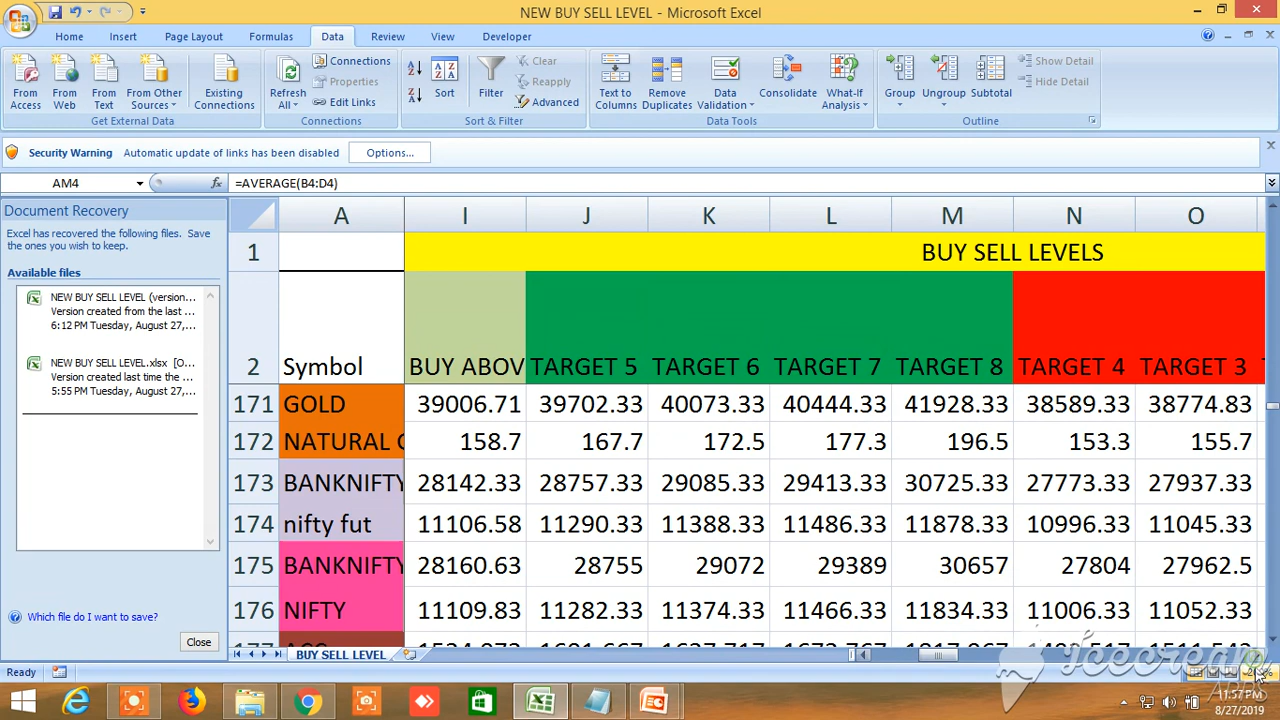 NEW BUY SELL LEVEL - Microsoft Excel
Home Insert Page Layout Formulas Data Review View Developer
From Access From Web From Text From Other Sources Existing Connections
Get External Data
Refresh All Connections Properties Edit Links
Connections
Sort Filter Clear Reapply Advanced
Sort & Filter
Text to Columns Remove Duplicates Data Validation Consolidate What-If Analysis
Data Tools
Group Ungroup Subtotal Show Detail Hide Detail
Outline
Security Warning Automatic update of links has been disabled Options...
AM4 fx =AVERAGE(B4:D4)
Document Recovery
Excel has recovered the following files. Save
the ones you wish to keep.
Available files
NEW BUY SELL LEVEL (version...
Version created from the last ...
6:12 PM Tuesday, August 27,...
NEW BUY SELL LEVEL.xlsx [O...
Version created last time the ...
5:55 PM Tuesday, August 27,...
Which file do I want to save?
Close
A I J K L M N O
1 BUY SELL LEVELS
2 Symbol BUY ABOV TARGET 5 TARGET 6 TARGET 7 TARGET 8 TARGET 4 TARGET 3
171 GOLD 39006.71 39702.33 40073.33 40444.33 41928.33 38589.33 38774.83
172 NATURAL G 158.7 167.7 172.5 177.3 196.5 153.3 155.7
173 BANKNIFTY 28142.33 28757.33 29085.33 29413.33 30725.33 27773.33 27937.33
174 nifty fut 11106.58 11290.33 11388.33 11486.33 11878.33 10996.33 11045.33
175 BANKNIFTY 28160.63 28755 29072 29389 30657 27804 27962.5
176 NIFTY 11109.83 11282.33 11374.33 11466.33 11834.33 11006.33 11052.33
BUY SELL LEVEL
Ready
Icecream
APPS
11:57 PM
8/27/2019